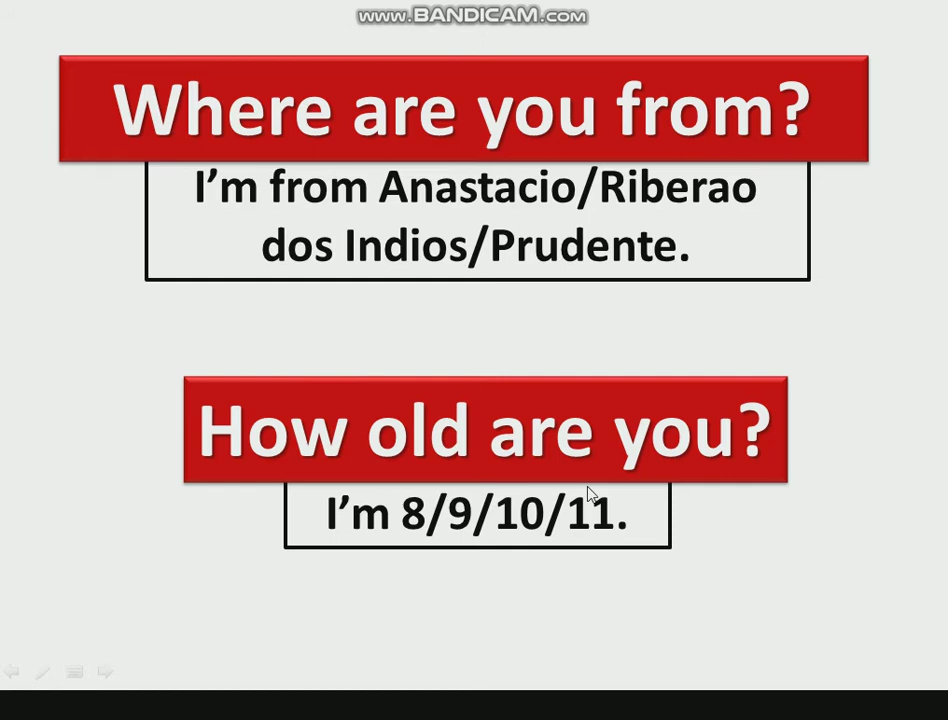 www.BANDICAM.com
Where are you from?
I’m from Anastacio/Riberao
dos Indios/Prudente.
How old are you?
I’m 8/9/10/11.